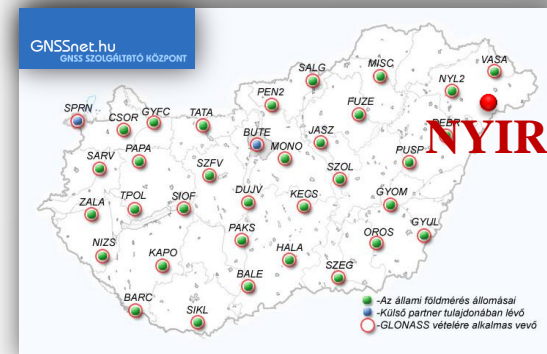 GNSSnet.hu
GNSS SZOLGÁLTATÓ KÖZPONT
VASA
MISC
SALG
NYL2
PEN2
FUZE
SPRN
CSOR
GYFC
TATA
DEBR
NYIR
BUTE
MONO
JASZ
PUSP
SARV
PAPA
SZFV
SZOL
ZALA
TPOL
SIOF
DUJV
KECS
GYOM
GYUL
NIZS
KAPO
PAKS
HALA
OROS
SZEG
BALE
BARC
SIKL
-Az állami földmérés állomásai
-Külső partner tulajdonában lévő
-GLONASS vételére alkalmas vevő